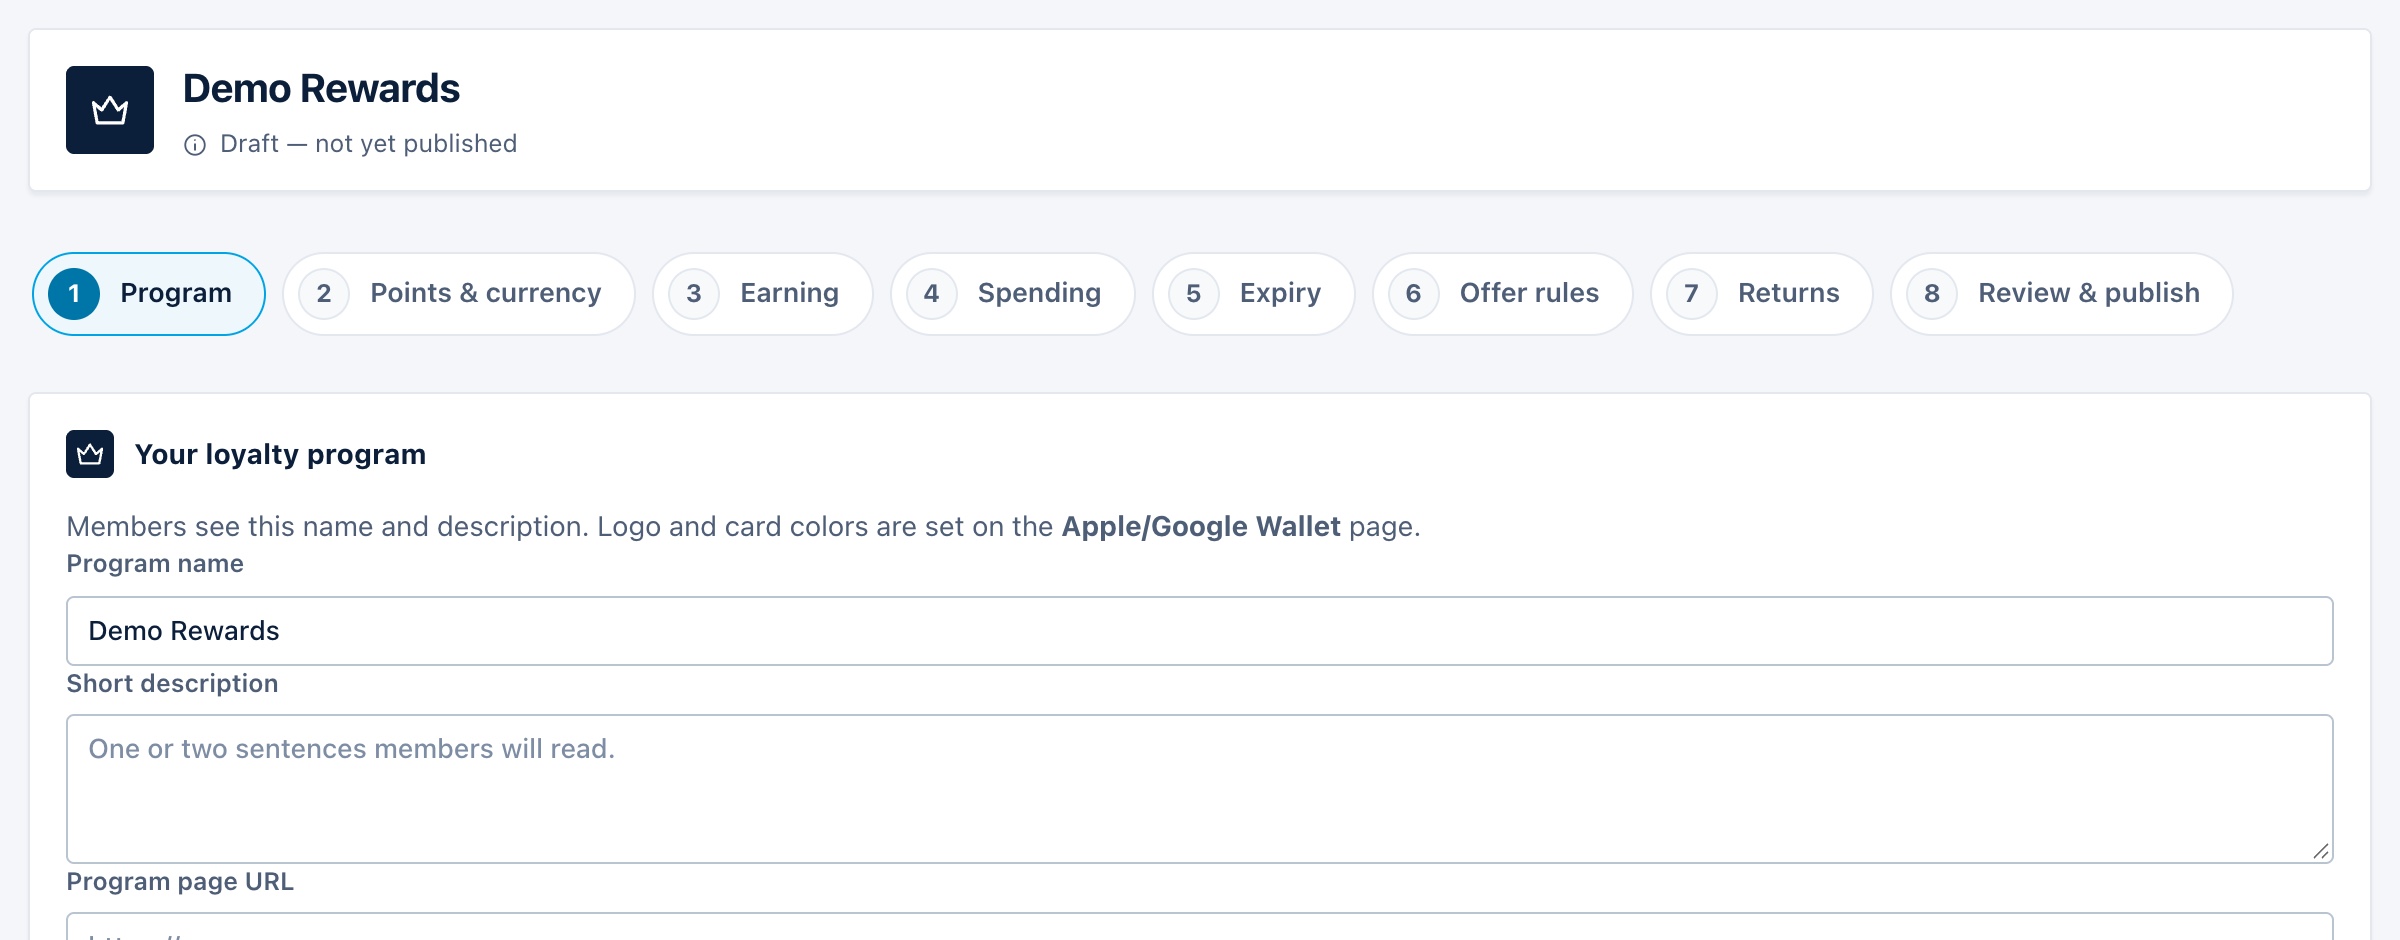 Demo Rewards
Draft — not yet published
1 Program
2 Points & currency
3 Earning
4 Spending
5 Expiry
6 Offer rules
7 Returns
8 Review & publish
Your loyalty program
Members see this name and description. Logo and card colors are set on the Apple/Google Wallet page.
Program name
Demo Rewards
Short description
One or two sentences members will read.
Program page URL